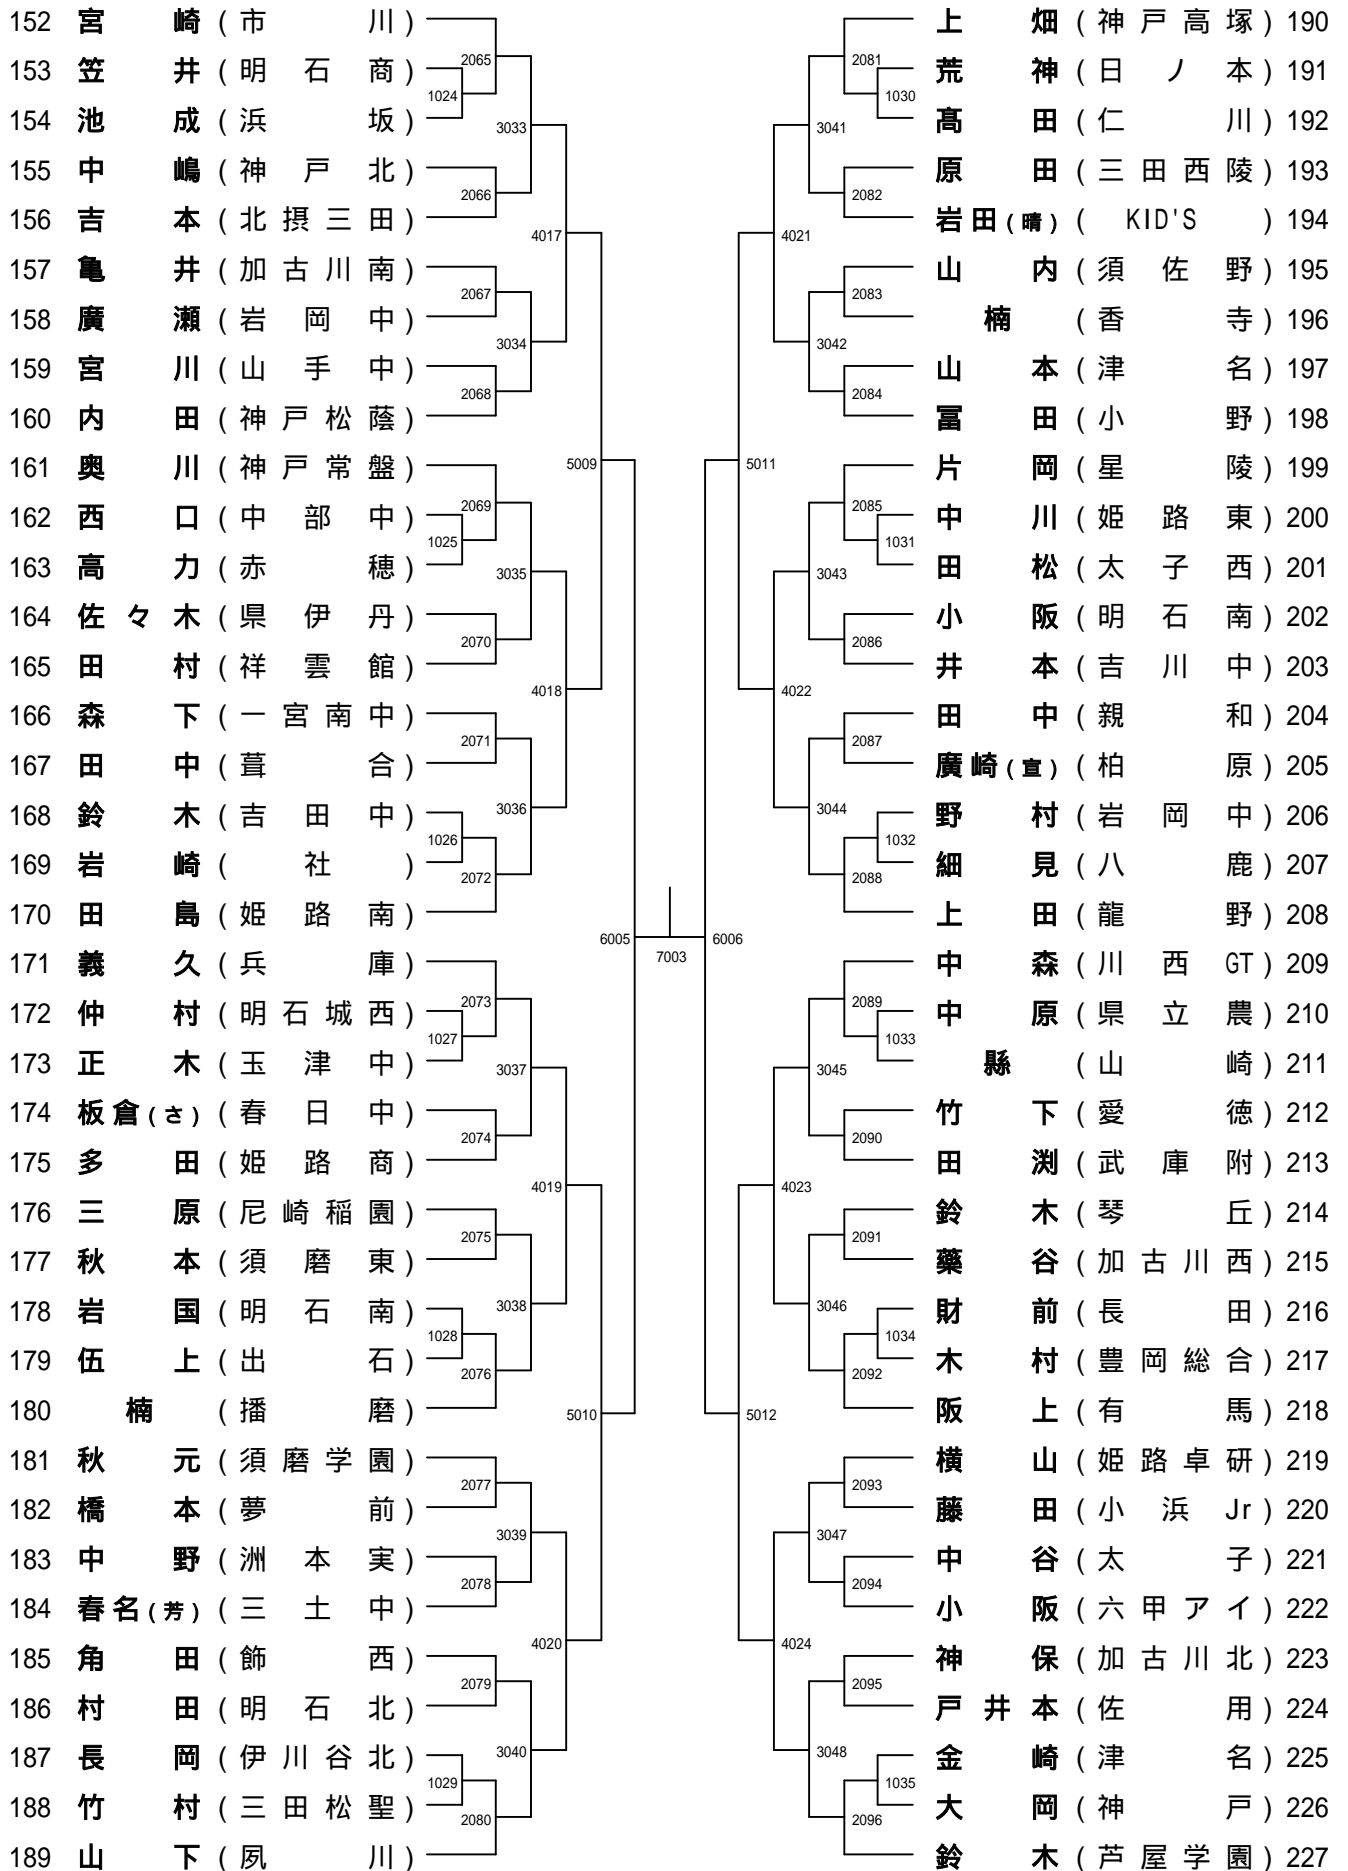 152 宮崎 (市川)
153 笠井 (明石商)
154 池成 (浜坂)
155 中嶋 (神戸北)
156 吉本 (北摂三田)
157 亀井 (加古川南)
158 廣瀬 (岩岡中)
159 宮川 (山手中)
160 内田 (神戸松蔭)
161 奥川 (神戸常盤)
162 西口 (中部中)
163 高力 (赤穂)
164 佐々木 (県伊丹)
165 田村 (祥雲館)
166 森下 (一宮南中)
167 田中 (葺合)
168 鈴木 (吉田中)
169 岩崎 (社)
170 田島 (姫路南)
171 義久 (兵庫)
172 仲村 (明石城西)
173 正木 (玉津中)
174 板倉(さ) (春日中)
175 多田 (姫路商)
176 三原 (尼崎稲園)
177 秋本 (須磨東)
178 岩国 (明石南)
179 伍上 (出石)
180 楠 (播磨)
181 秋元 (須磨学園)
182 橋本 (夢前)
183 中野 (洲本実)
184 春名(芳) (三土中)
185 角田 (飾西)
186 村田 (明石北)
187 長岡 (伊川谷北)
188 竹村 (三田松聖)
189 山下 (夙川)
1024
1025
1026
1027
1028
1029
2065
2066
2067
2068
2069
2070
2071
2072
2073
2074
2075
2076
2077
2078
2079
2080
3033
3034
3035
3036
3037
3038
3039
3040
4017
4018
4019
4020
5009
5010
6005
7003
6006
5011
5012
4021
4022
4023
4024
3041
3042
3043
3044
3045
3046
3047
3048
2081
2082
2083
2084
2085
2086
2087
2088
2089
2090
2091
2092
2093
2094
2095
2096
1030
1031
1032
1033
1034
1035
上畑 (神戸高塚) 190
荒神 (日ノ本) 191
髙田 (仁川) 192
原田 (三田西陵) 193
岩田(晴) (KID'S) 194
山内 (須佐野) 195
楠 (香寺) 196
山本 (津名) 197
冨田 (小野) 198
片岡 (星陵) 199
中川 (姫路東) 200
田松 (太子西) 201
小阪 (明石南) 202
井本 (吉川中) 203
田中 (親和) 204
廣崎(宣) (柏原) 205
野村 (岩岡中) 206
細見 (八鹿) 207
上田 (龍野) 208
中森 (川西GT) 209
中原 (県立農) 210
縣 (山崎) 211
竹下 (愛徳) 212
田渕 (武庫附) 213
鈴木 (琴丘) 214
藥谷 (加古川西) 215
財前 (長田) 216
木村 (豊岡総合) 217
阪上 (有馬) 218
横山 (姫路卓研) 219
藤田 (小浜Jr) 220
中谷 (太子) 221
小阪 (六甲アイ) 222
神保 (加古川北) 223
戸井本 (佐用) 224
金崎 (津名) 225
大岡 (神戸) 226
鈴木 (芦屋学園) 227